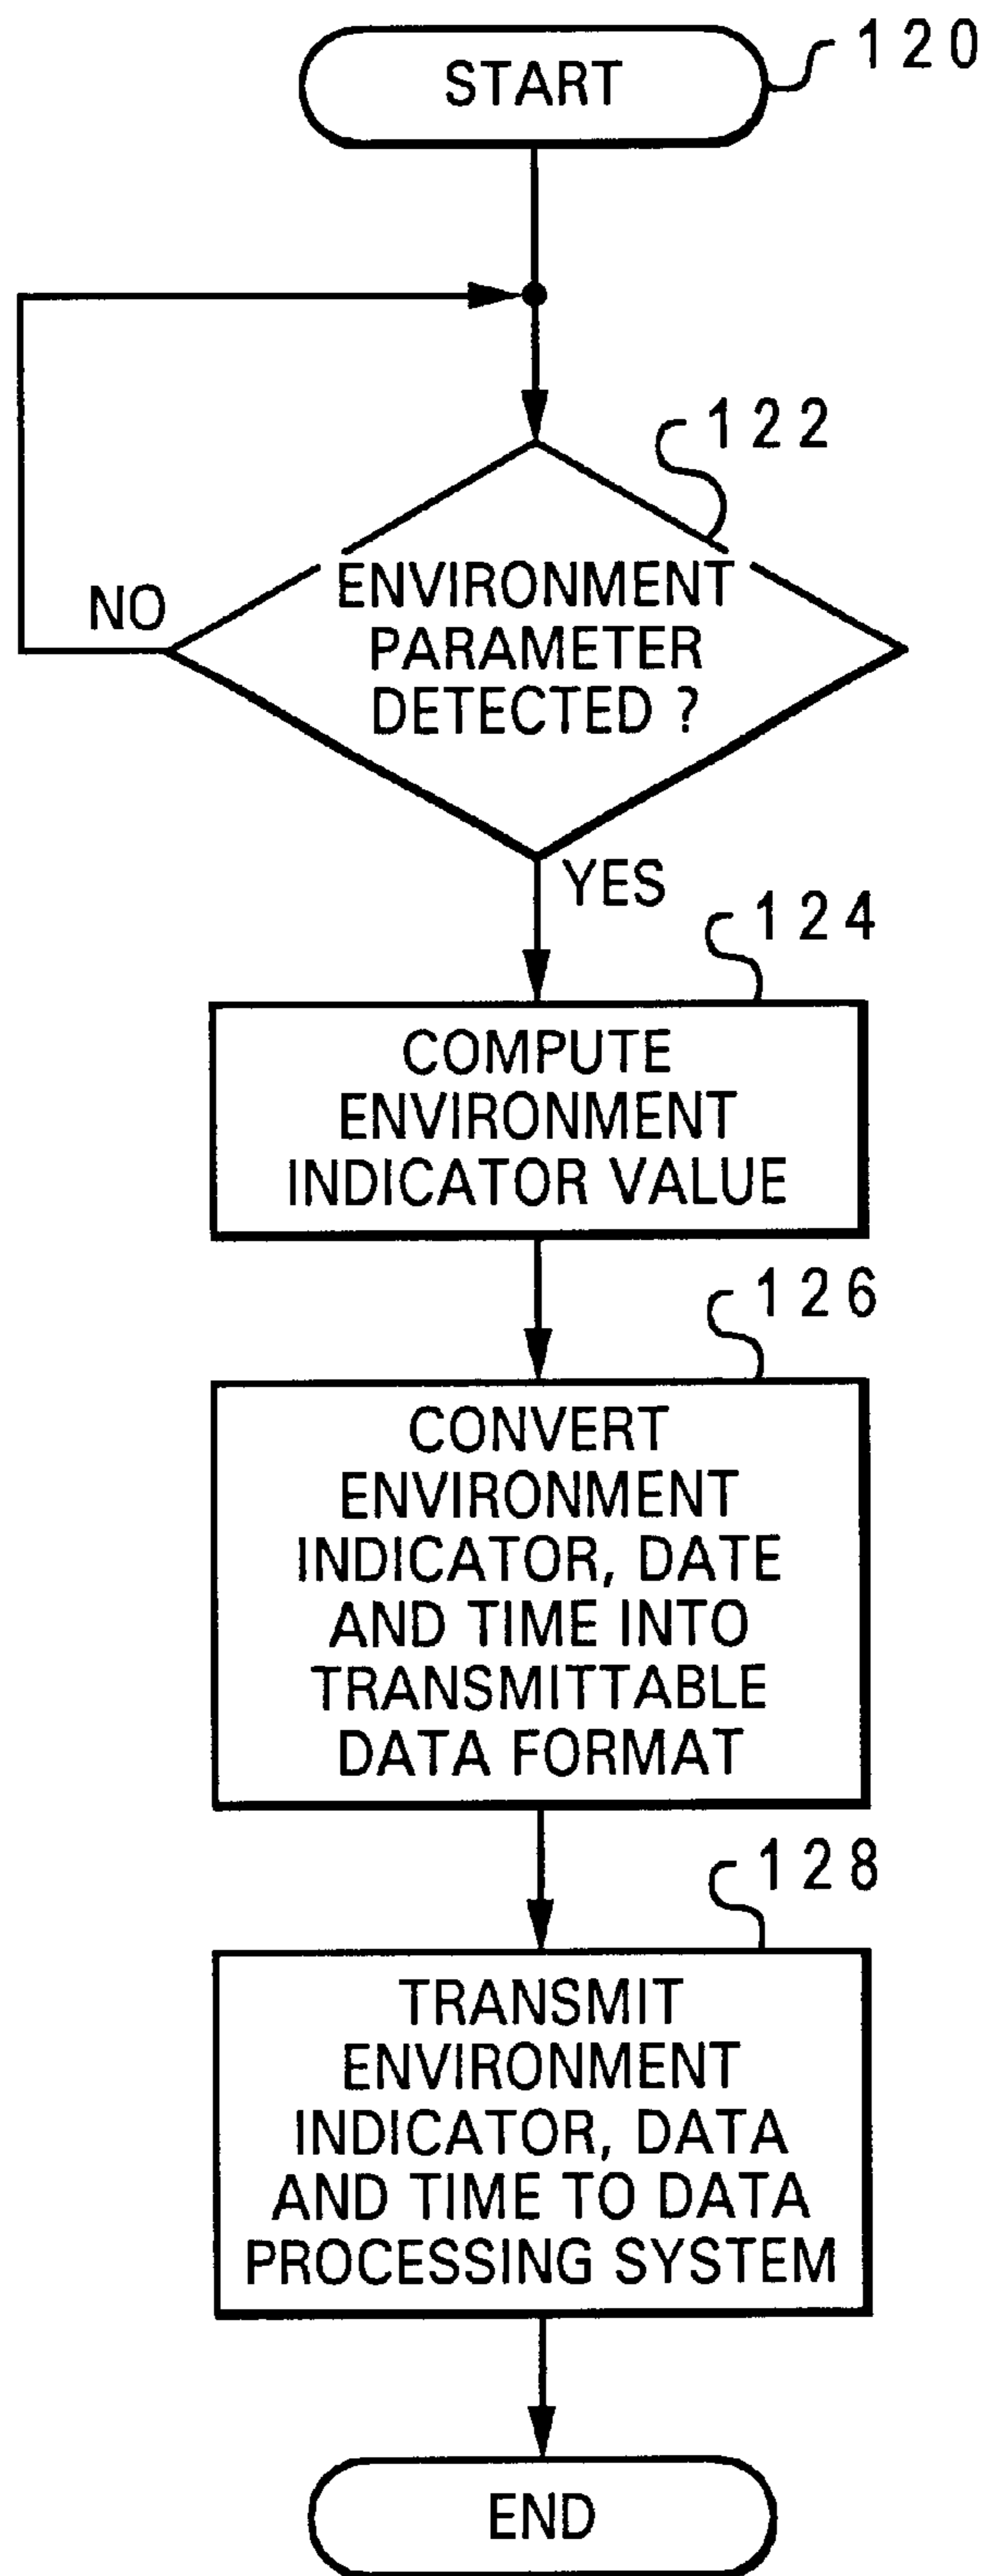 START
120
122
NO
ENVIRONMENT
PARAMETER
DETECTED ?
YES
124
COMPUTE
ENVIRONMENT
INDICATOR VALUE
126
CONVERT
ENVIRONMENT
INDICATOR, DATE
AND TIME INTO
TRANSMITTABLE
DATA FORMAT
128
TRANSMIT
ENVIRONMENT
INDICATOR, DATA
AND TIME TO DATA
PROCESSING SYSTEM
END